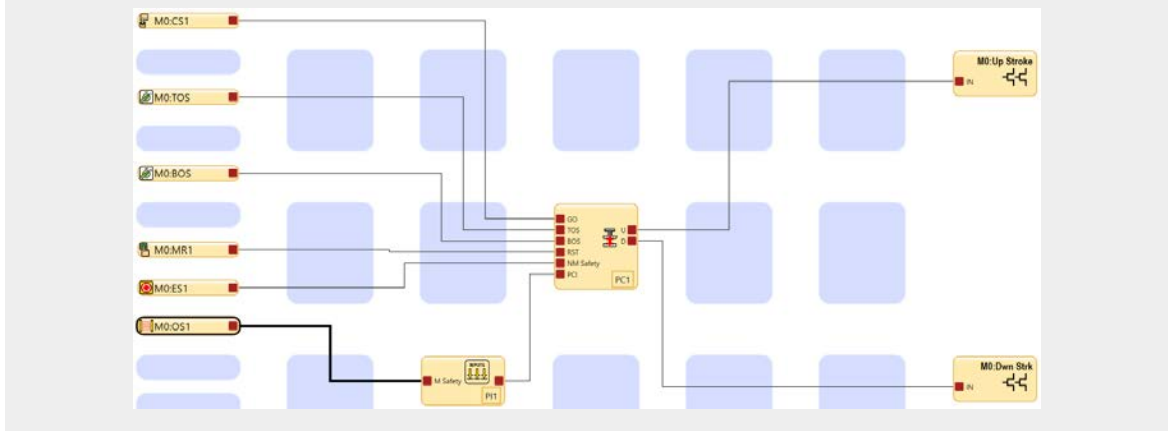 M0:CS1
M0:Up Stroke
IN
M0:TOS
M0:BOS
GO
TOS
BOS
RST
NM Safety
PCI
U
D
PC1
M0:MR1
M0:ES1
M0:OS1
M Safety
INPUTS
PI1
M0:Dwn Strk
IN